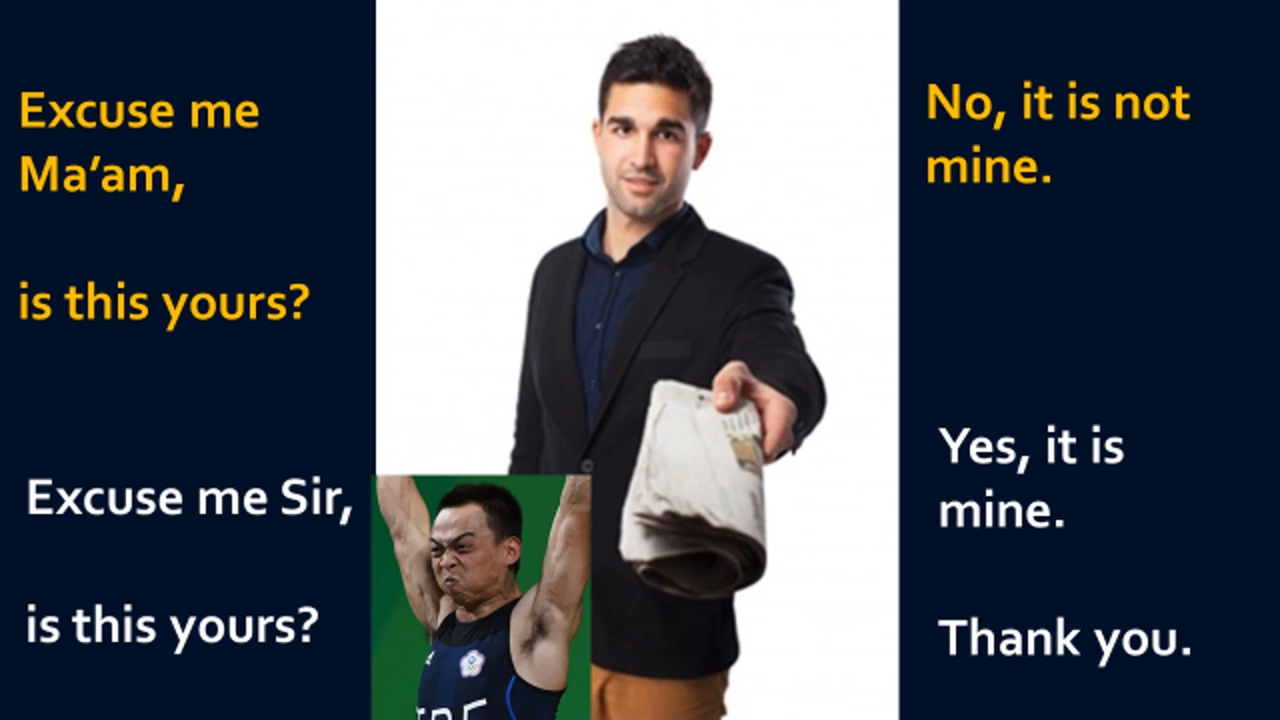 Excuse me
Ma’am,
is this yours?
No, it is not
mine.
Excuse me Sir,
is this yours?
Yes, it is
mine.
Thank you.